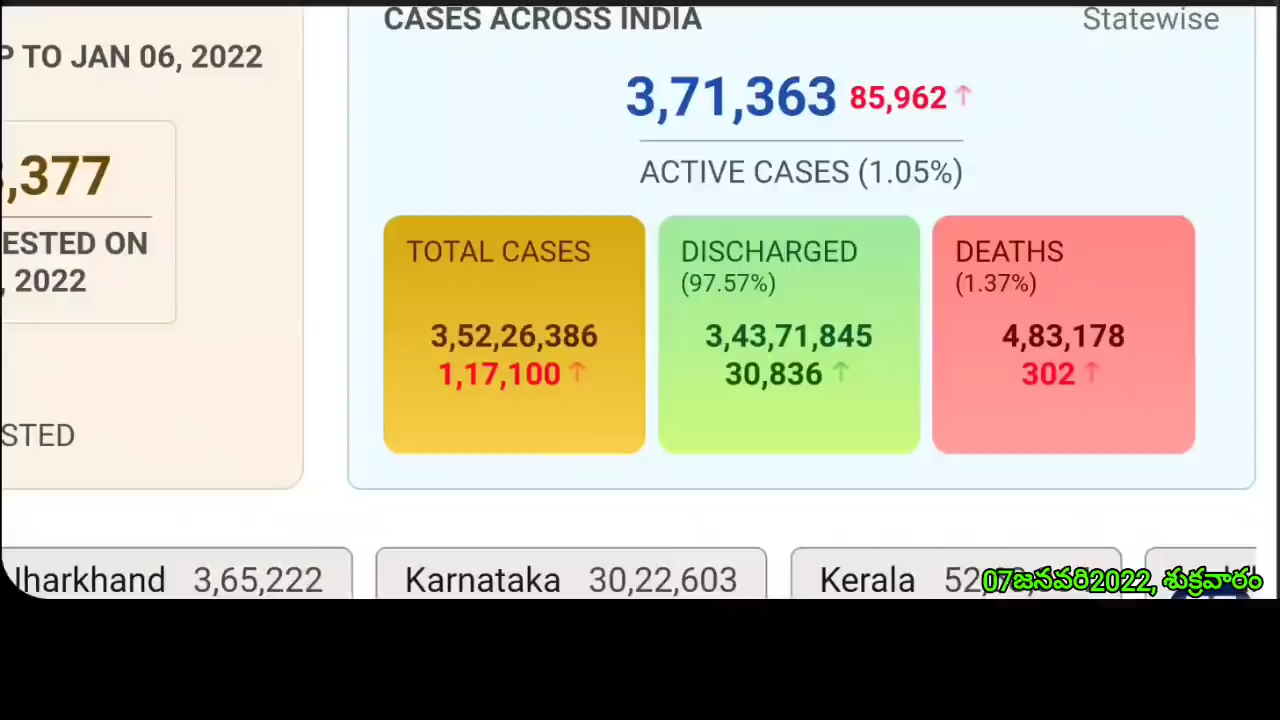 CASES ACROSS INDIA
Statewise
TO JAN 06, 2022
3,71,363 85,962 ↑
ACTIVE CASES (1.05%)
,377
ESTED ON
, 2022
STED
TOTAL CASES
3,52,26,386
1,17,100 ↑
DISCHARGED
(97.57%)
3,43,71,845
30,836 ↑
DEATHS
(1.37%)
4,83,178
302 ↑
Jharkhand 3,65,222
Karnataka 30,22,603
Kerala
07జనవరి2022, శుక్రవారం